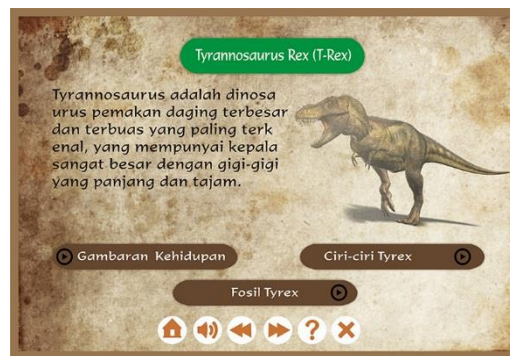 Tyrannosaurus Rex (T-Rex)
Tyrannosaurus adalah dinosa
urus pemakan daging terbesar
dan terbuas yang paling terk
enal, yang mempunyai kepala
sangat besar dengan gigi-gigi
yang panjang dan tajam.
Gambaran Kehidupan
Ciri-ciri Tyrex
Fosil Tyrex
?